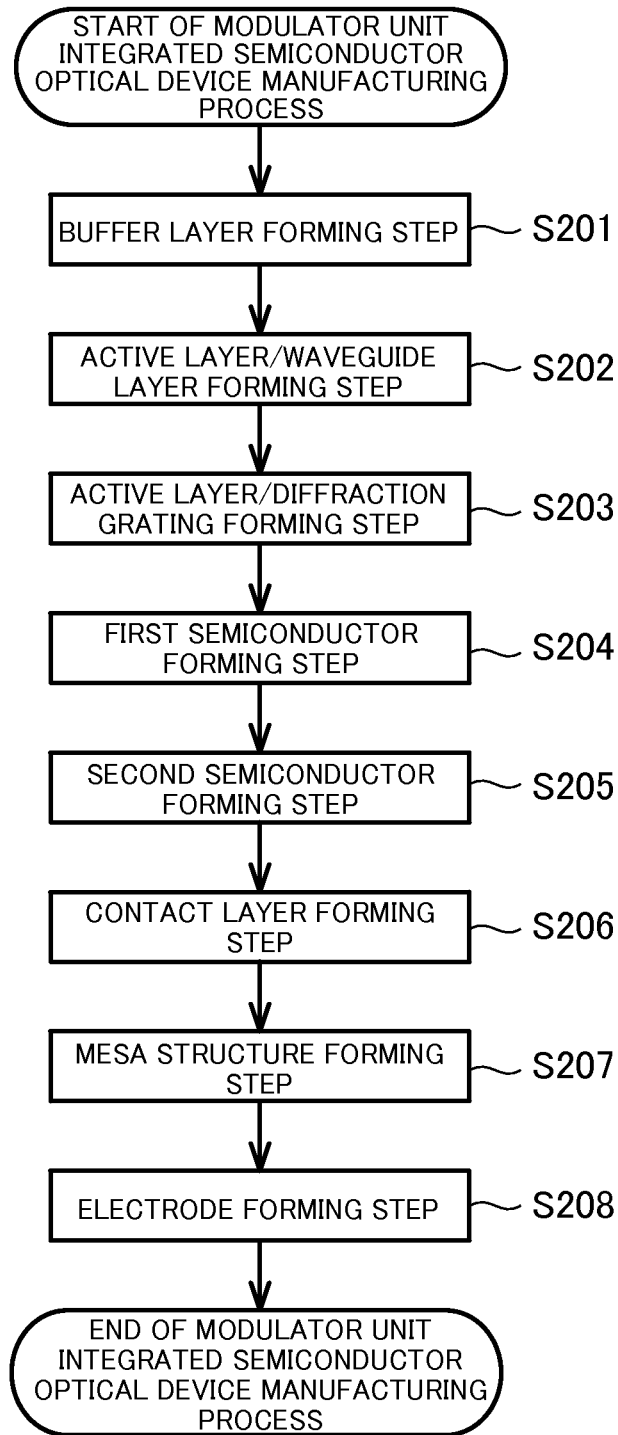 START OF MODULATOR UNIT
INTEGRATED SEMICONDUCTOR
OPTICAL DEVICE MANUFACTURING
PROCESS
BUFFER LAYER FORMING STEP
S201
ACTIVE LAYER/WAVEGUIDE
LAYER FORMING STEP
S202
ACTIVE LAYER/DIFFRACTION
GRATING FORMING STEP
S203
FIRST SEMICONDUCTOR
FORMING STEP
S204
SECOND SEMICONDUCTOR
FORMING STEP
S205
CONTACT LAYER FORMING
STEP
S206
MESA STRUCTURE FORMING
STEP
S207
ELECTRODE FORMING STEP
S208
END OF MODULATOR UNIT
INTEGRATED SEMICONDUCTOR
OPTICAL DEVICE MANUFACTURING
PROCESS